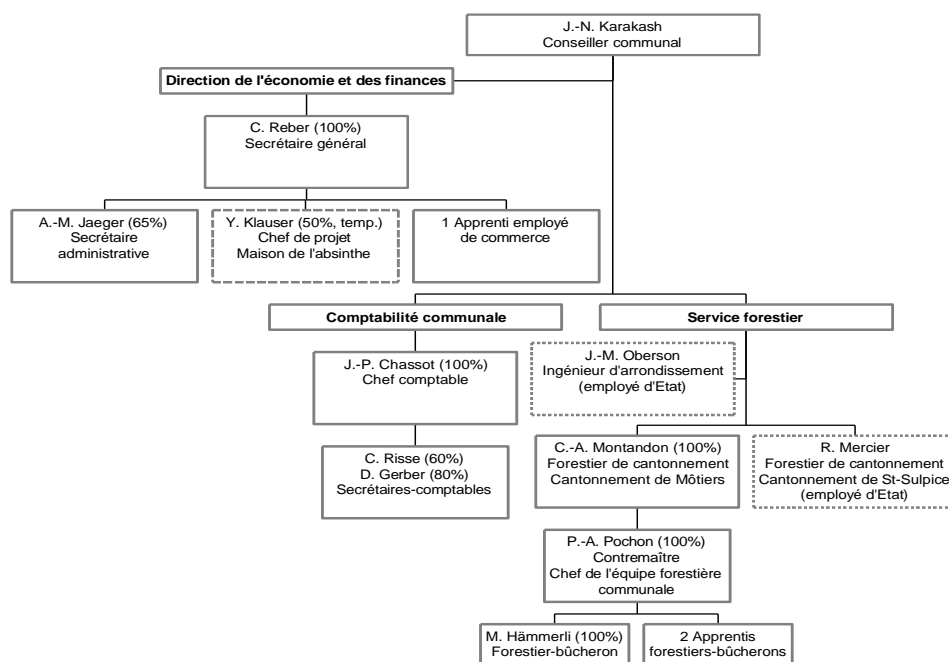 J.-N. Karakash
Conseiller communal
Direction de l'économie et des finances
C. Reber (100%)
Secrétaire général
A.-M. Jaeger (65%)
Secrétaire
administrative
Y. Klauser (50%, temp.)
Chef de projet
Maison de l'absinthe
1 Apprenti employé
de commerce
Comptabilité communale
Service forestier
J.-P. Chassot (100%)
Chef comptable
J.-M. Oberson
Ingénieur d'arrondissement
(employé d'Etat)
C. Risse (60%)
D. Gerber (80%)
Secrétaires-comptables
C.-A. Montandon (100%)
Forestier de cantonnement
Cantonnement de Môtiers
R. Mercier
Forestier de cantonnement
Cantonnement de St-Sulpice
(employé d'Etat)
P.-A. Pochon (100%)
Contremaître
Chef de l'équipe forestière
communale
M. Hämmerli (100%)
Forestier-bûcheron
2 Apprentis
forestiers-bûcherons